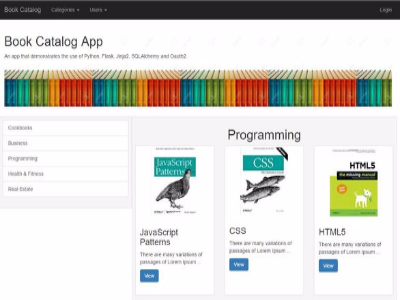 Book Catalog Categories Users Login
Book Catalog App
An app that demonstrates the use of Python, Flask, Jinja2, SQLAlchemy and Oauth2.
Cookbooks
Business
Programming
Health & Fitness
Real Estate
Programming
JavaScript
Patterns
CSS
HTML5
the missing manual
JavaScript
Patterns
There are many variations of
passages of Lorem Ipsum ...
View
CSS
There are many variations of
passages of Lorem Ipsum ...
View
HTML5
There are many variations of
passages of Lorem Ipsum ...
View